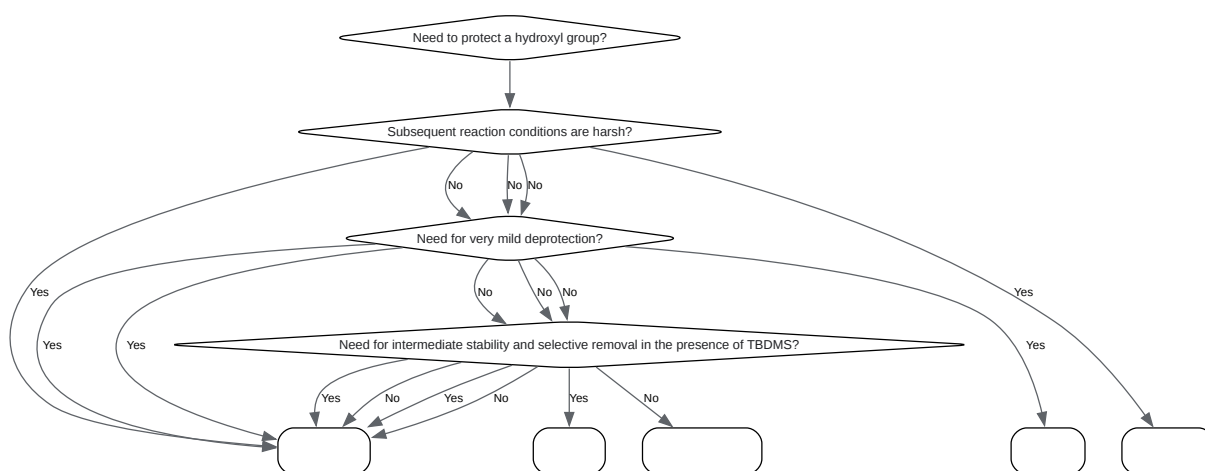 Need to protect a hydroxyl group?
Subsequent reaction conditions are harsh?
No
No
No
Need for very mild deprotection?
Yes
No
No
No
Yes
Yes
Yes
Yes
Need for intermediate stability and selective removal in the presence of TBDMS?
Yes
No
Yes
No
Yes
No